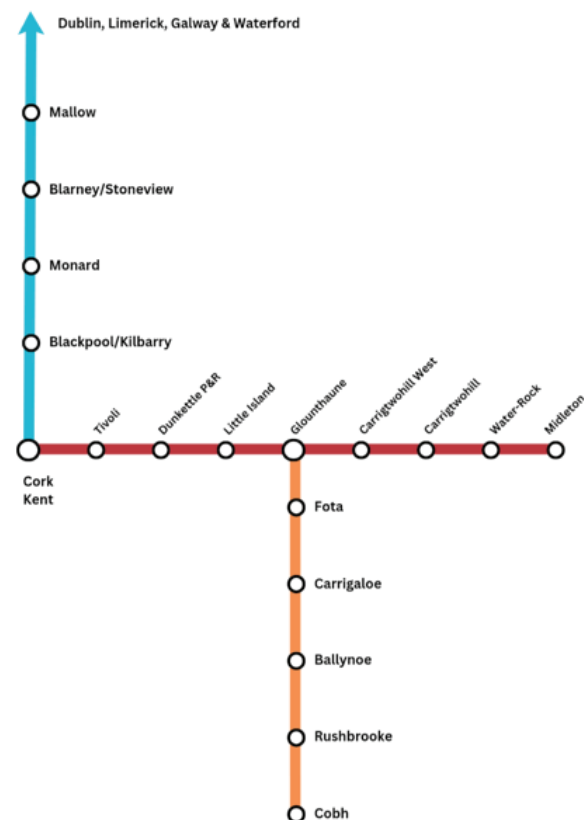 Dublin, Limerick, Galway & Waterford
Mallow
Blarney/Stoneview
Monard
Blackpool/Kilbarry
Tivoli
Dunkettle P&R
Little Island
Glounthaune
Carrigtwohill West
Carrigtwohill
Water-Rock
Midleton
Cork
Kent
Fota
Carrigaloe
Ballynoe
Rushbrooke
Cobh